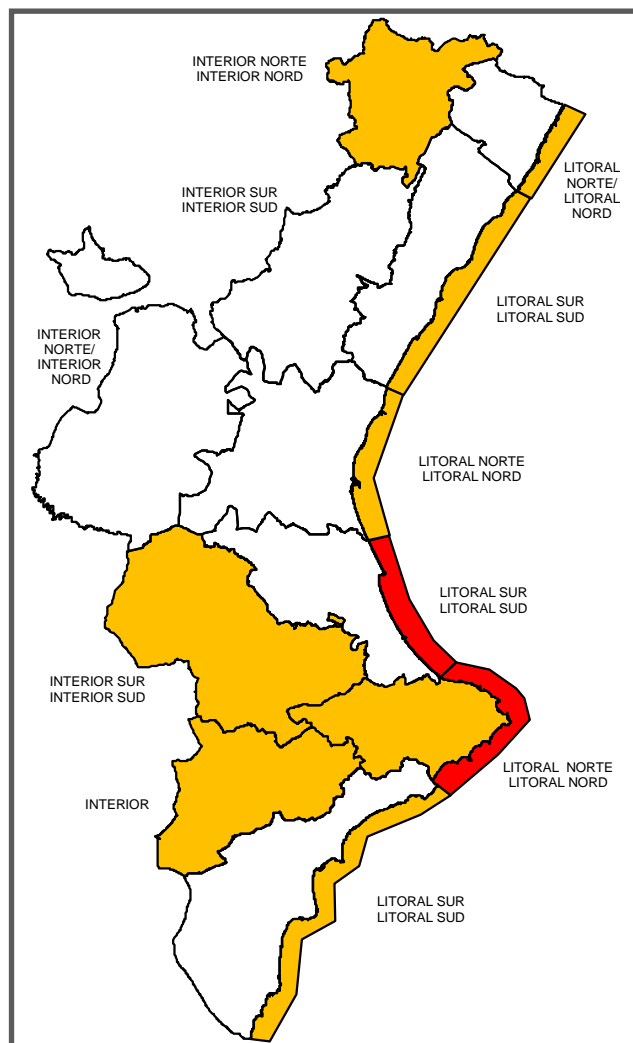 INTERIOR NORTE
INTERIOR NORD
LITORAL
NORTE/
LITORAL
NORD
INTERIOR SUR
INTERIOR SUD
LITORAL SUR
LITORAL SUD
INTERIOR
NORTE/
INTERIOR
NORD
LITORAL NORTE
LITORAL NORD
LITORAL SUR
LITORAL SUD
INTERIOR SUR
INTERIOR SUD
LITORAL NORTE
LITORAL NORD
INTERIOR
LITORAL SUR
LITORAL SUD